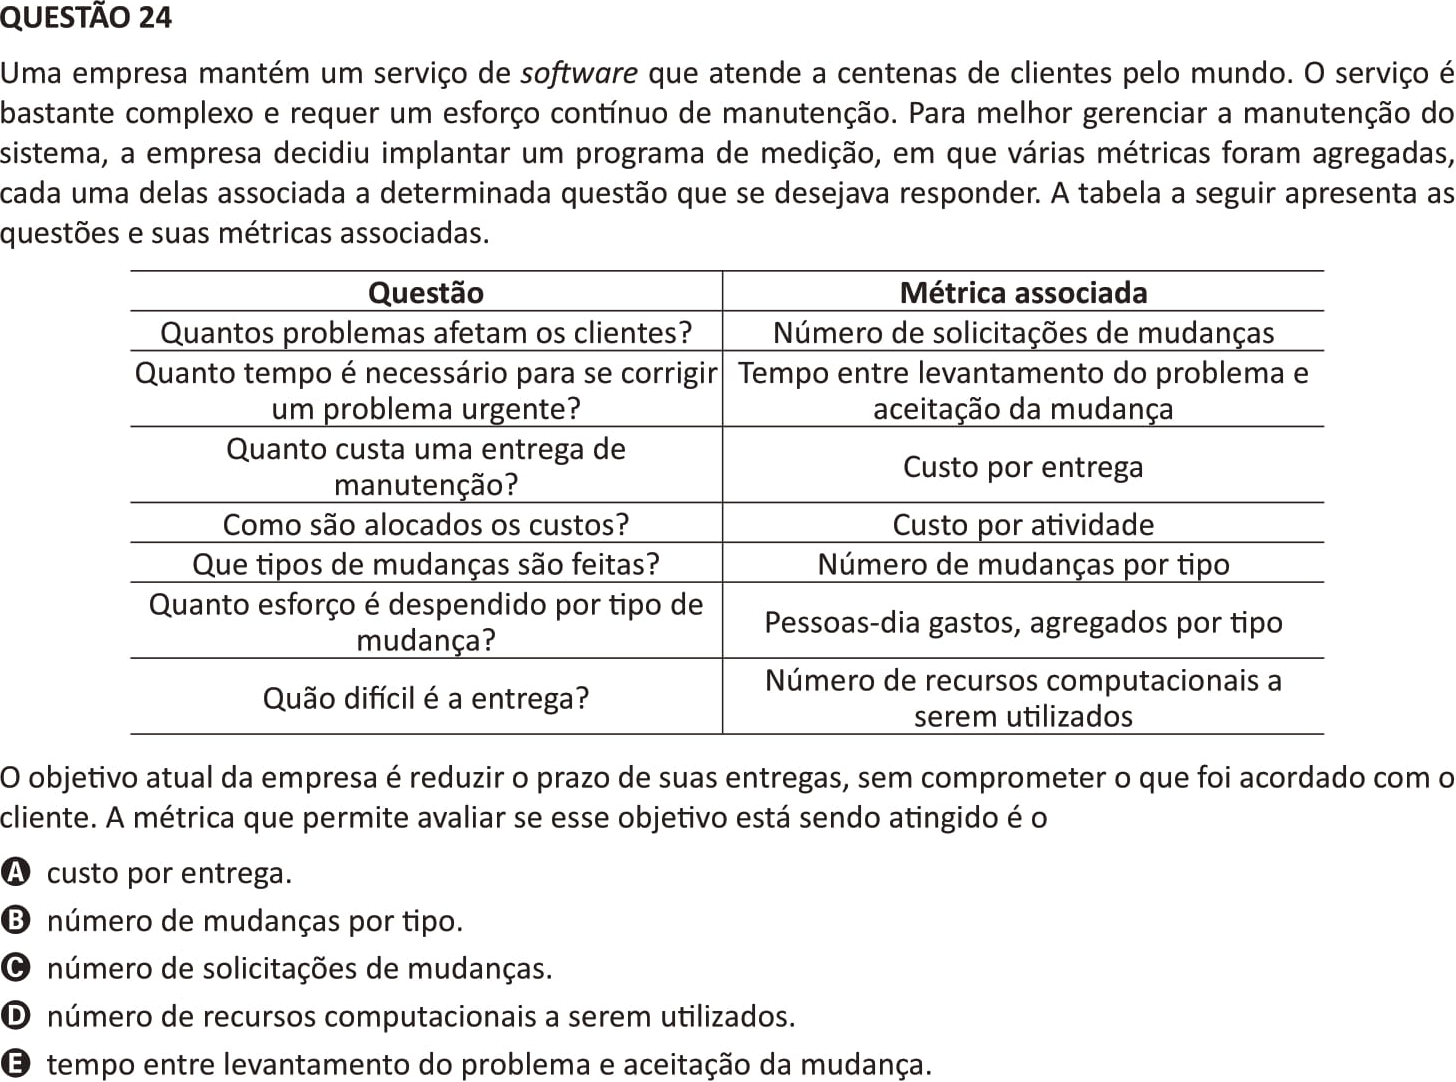 QUESTÃO 24
Uma empresa mantém um serviço de software que atende a centenas de clientes pelo mundo. O serviço é
bastante complexo e requer um esforço contínuo de manutenção. Para melhor gerenciar a manutenção do
sistema, a empresa decidiu implantar um programa de medição, em que várias métricas foram agregadas,
cada uma delas associada a determinada questão que se desejava responder. A tabela a seguir apresenta as
questões e suas métricas associadas.
Questão Métrica associada
Quantos problemas afetam os clientes? Número de solicitações de mudanças
Quanto tempo é necessário para se corrigir
um problema urgente?
Tempo entre levantamento do problema e
aceitação da mudança
Quanto custa uma entrega de
manutenção?
Custo por entrega
Como são alocados os custos? Custo por atividade
Que tipos de mudanças são feitas? Número de mudanças por tipo
Quanto esforço é despendido por tipo de
mudança?
Pessoas-dia gastos, agregados por tipo
Quão difícil é a entrega?
Número de recursos computacionais a
serem utilizados
O objetivo atual da empresa é reduzir o prazo de suas entregas, sem comprometer o que foi acordado com o
cliente. A métrica que permite avaliar se esse objetivo está sendo atingido é o
A custo por entrega.
B número de mudanças por tipo.
C número de solicitações de mudanças.
D número de recursos computacionais a serem utilizados.
E tempo entre levantamento do problema e aceitação da mudança.